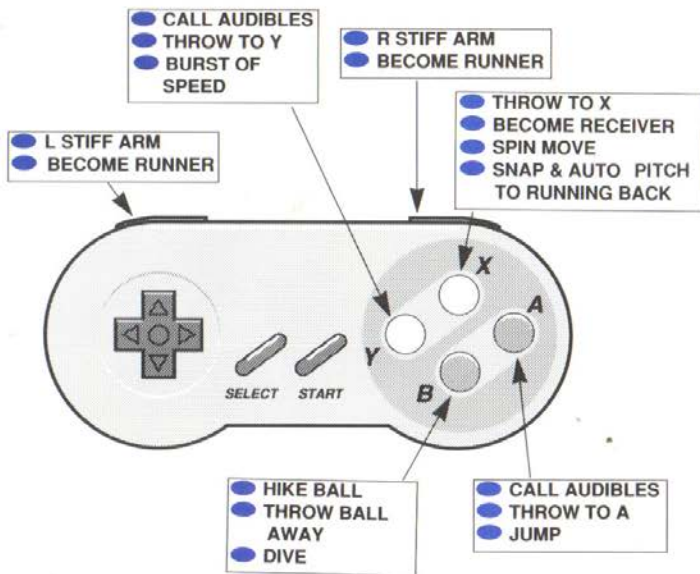 CALL AUDIBLES
THROW TO Y
BURST OF
SPEED
R STIFF ARM
BECOME RUNNER
THROW TO X
BECOME RECEIVER
SPIN MOVE
SNAP & AUTO PITCH
TO RUNNING BACK
L STIFF ARM
BECOME RUNNER
X
A
Y
B
SELECT
START
HIKE BALL
THROW BALL
AWAY
DIVE
CALL AUDIBLES
THROW TO A
JUMP